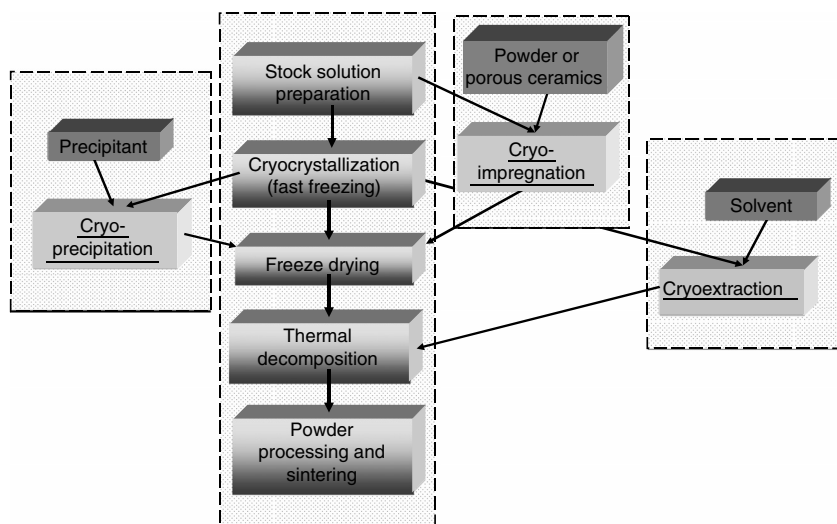 Stock solution
preparation
Powder or
porous ceramics
Precipitant
Cryocrystallization
(fast freezing)
Cryo-
impregnation
Cryo-
precipitation
Solvent
Freeze drying
Cryoextraction
Thermal
decomposition
Powder
processing and
sintering